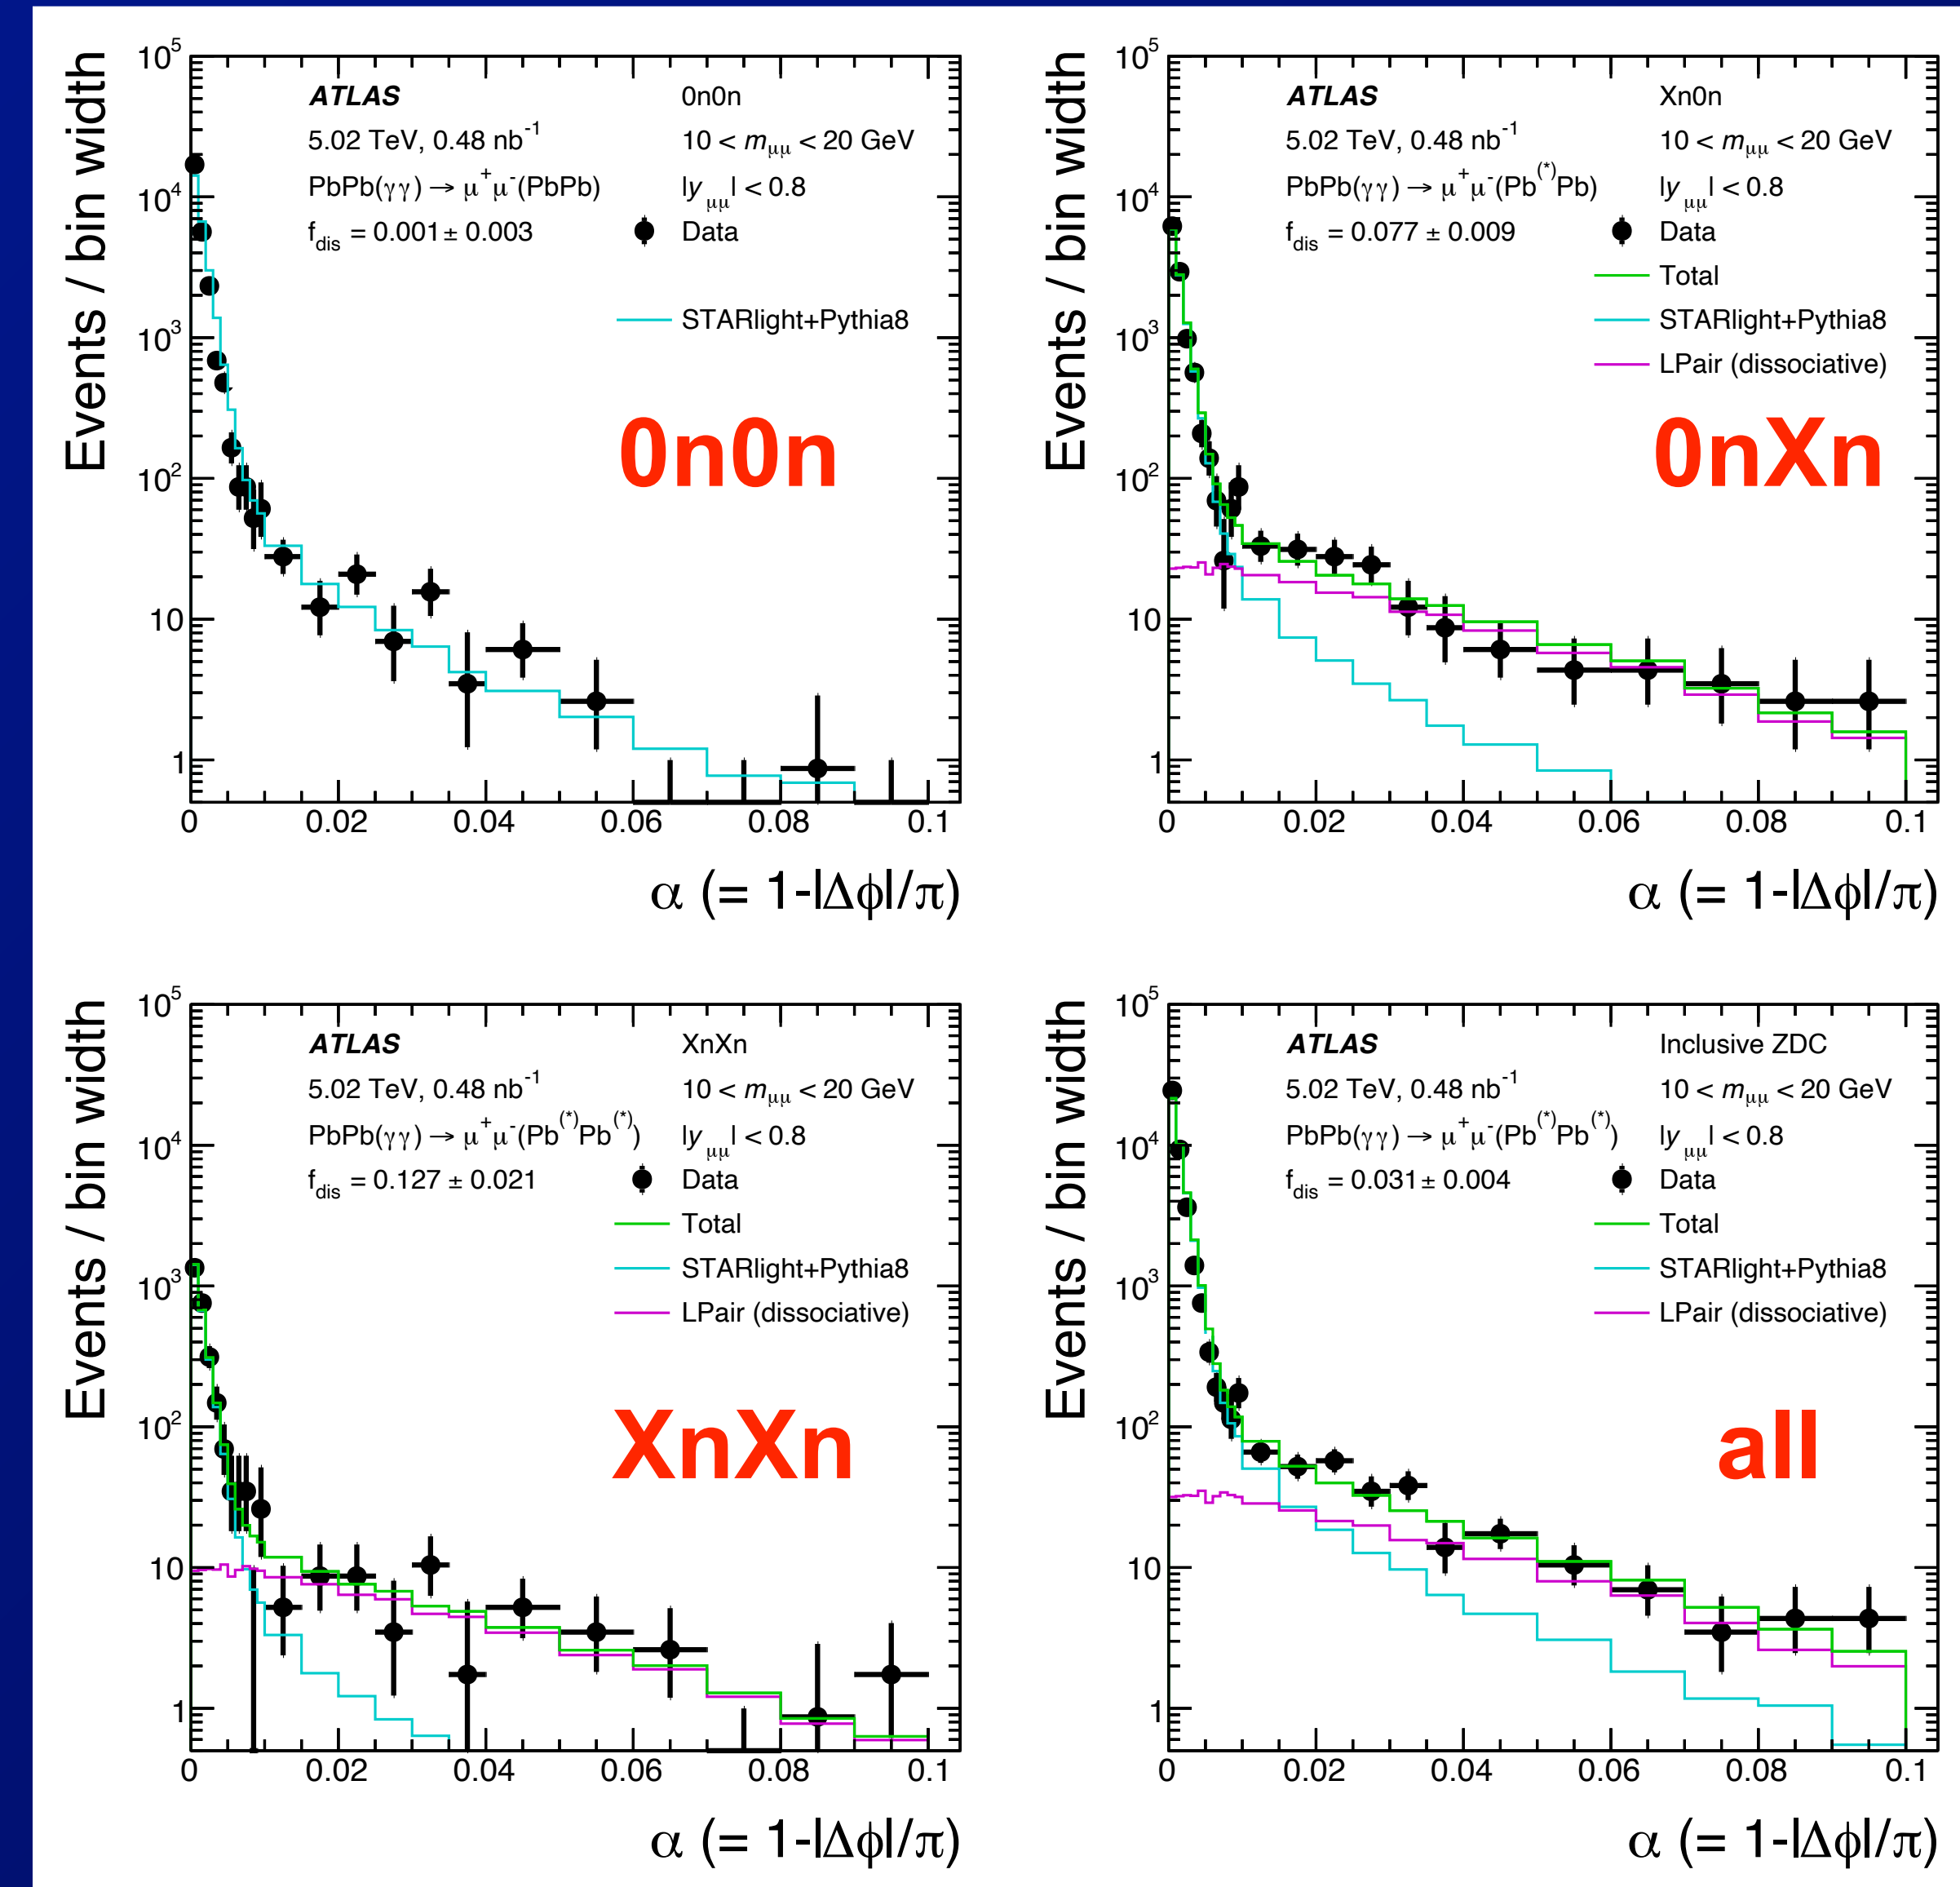 Events / bin width
10^5
10^4
10^3
10^2
10
1
ATLAS
0n0n
5.02 TeV, 0.48 nb^-1
10 < m_μμ < 20 GeV
PbPb(γγ) → μ^+μ^-(PbPb)
|y_μμ| < 0.8
f_dis = 0.001 ± 0.003
Data
STARlight+Pythia8
0n0n
0 0.02 0.04 0.06 0.08 0.1
α (= 1-|Δϕ|/π)
Events / bin width
10^5
10^4
10^3
10^2
10
1
ATLAS
Xn0n
5.02 TeV, 0.48 nb^-1
10 < m_μμ < 20 GeV
PbPb(γγ) → μ^+μ^-(Pb^(*)Pb)
|y_μμ| < 0.8
f_dis = 0.077 ± 0.009
Data
Total
STARlight+Pythia8
LPair (dissociative)
0nXn
0 0.02 0.04 0.06 0.08 0.1
α (= 1-|Δϕ|/π)
Events / bin width
10^5
10^4
10^3
10^2
10
1
ATLAS
XnXn
5.02 TeV, 0.48 nb^-1
10 < m_μμ < 20 GeV
PbPb(γγ) → μ^+μ^-(Pb^(*)Pb^(*))
|y_μμ| < 0.8
f_dis = 0.127 ± 0.021
Data
Total
STARlight+Pythia8
LPair (dissociative)
XnXn
0 0.02 0.04 0.06 0.08 0.1
α (= 1-|Δϕ|/π)
Events / bin width
10^5
10^4
10^3
10^2
10
1
ATLAS
Inclusive ZDC
5.02 TeV, 0.48 nb^-1
10 < m_μμ < 20 GeV
PbPb(γγ) → μ^+μ^-(Pb^(*)Pb^(*))
|y_μμ| < 0.8
f_dis = 0.031 ± 0.004
Data
Total
STARlight+Pythia8
LPair (dissociative)
all
0 0.02 0.04 0.06 0.08 0.1
α (= 1-|Δϕ|/π)